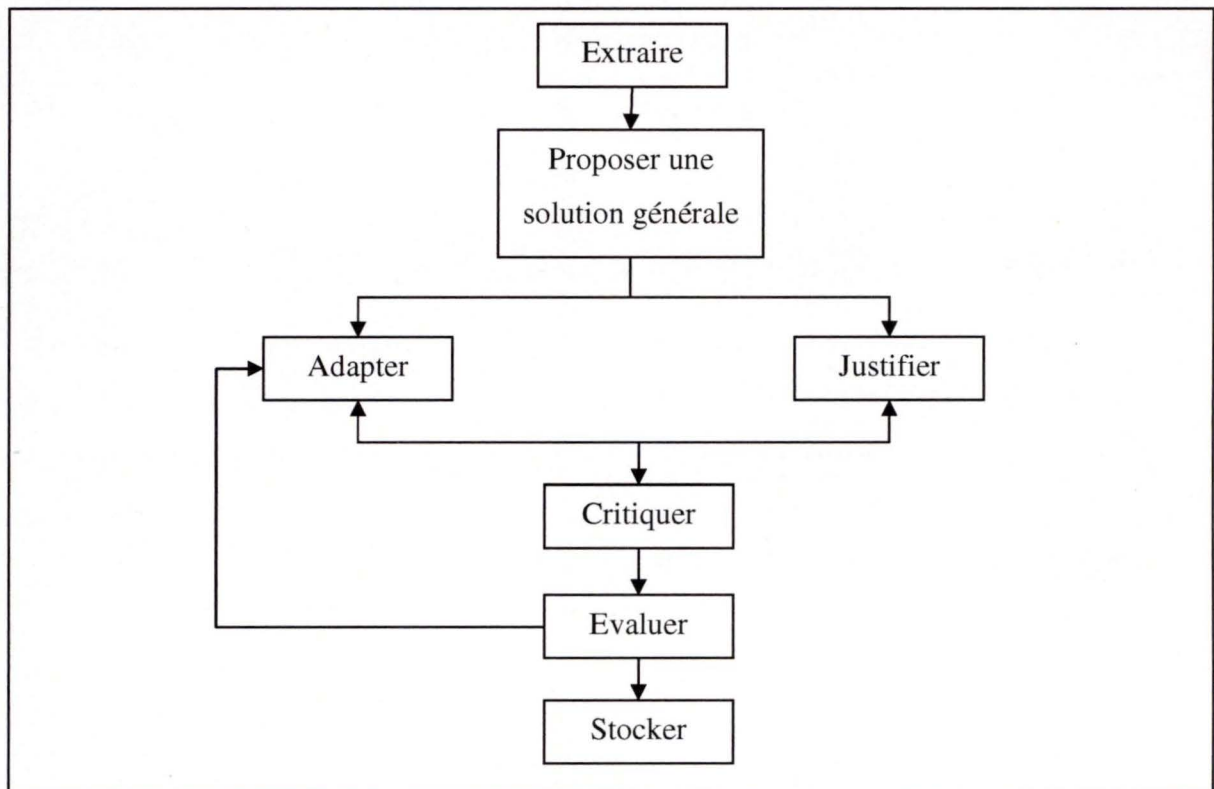 Extraire
Proposer une
solution générale
Adapter
Justifier
Critiquer
Evaluer
Stocker